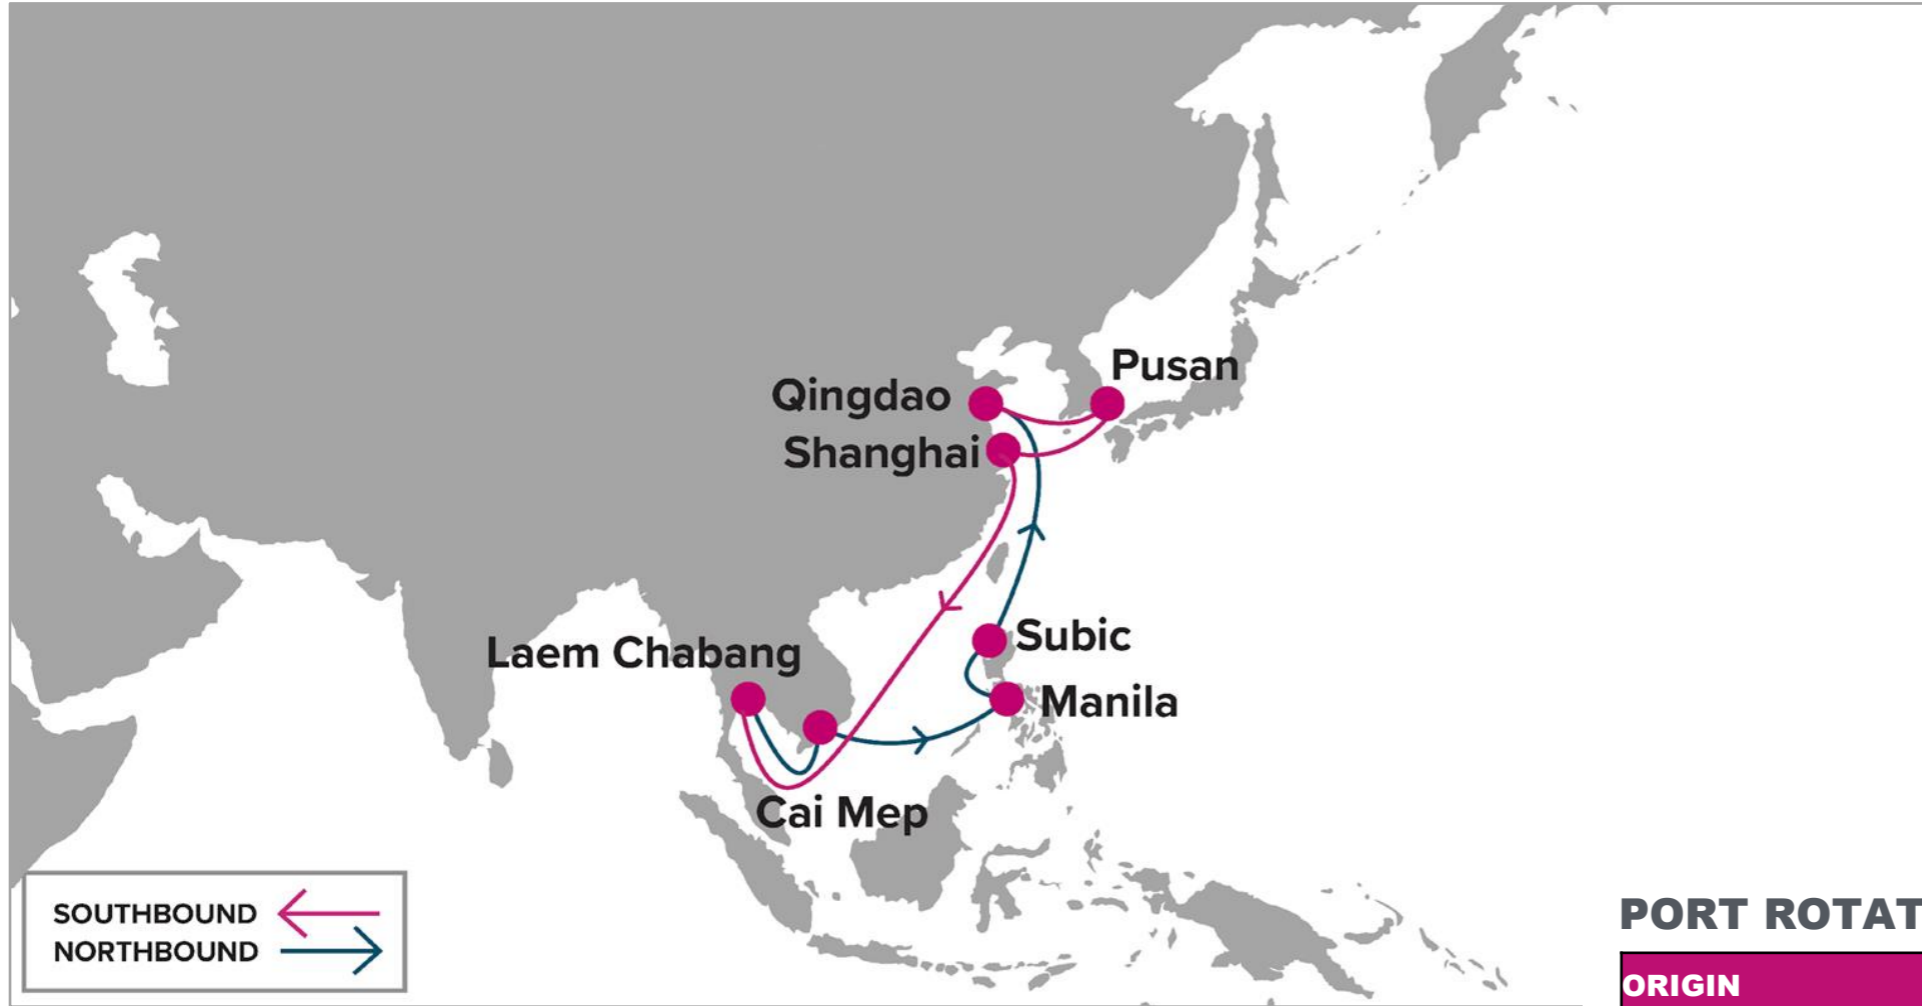 Pusan
Qingdao
Shanghai
Subic
Laem Chabang
Manila
Cai Mep
SOUTHBOUND
NORTHBOUND
PORT ROTAT
ORIGIN